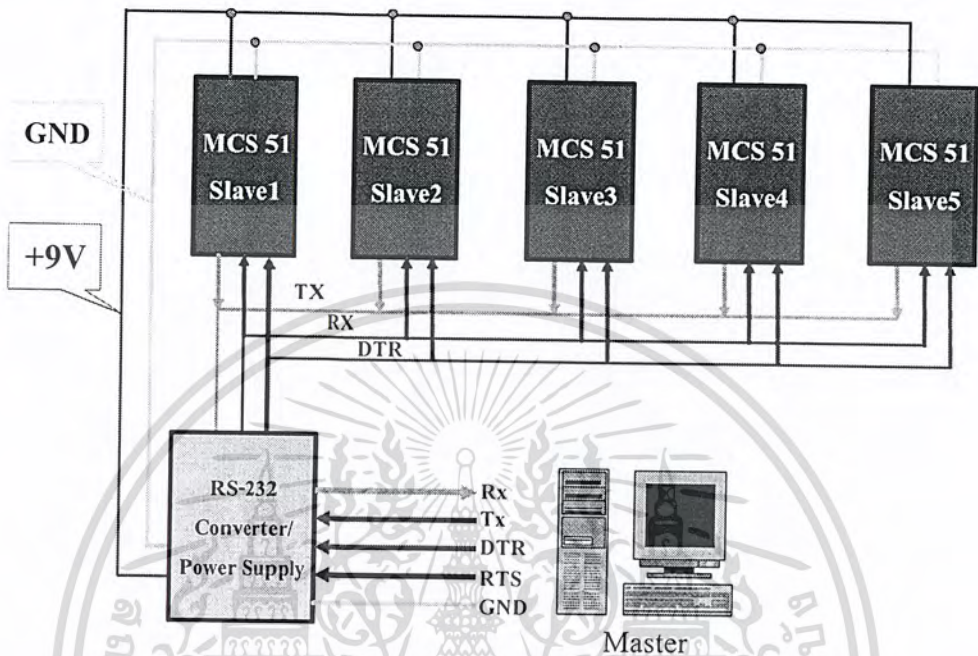 GND
+9V
MCS 51
Slave1
MCS 51
Slave2
MCS 51
Slave3
MCS 51
Slave4
MCS 51
Slave5
TX
RX
DTR
RS-232
Converter/
Power Supply
Rx
Tx
DTR
RTS
GND
Master